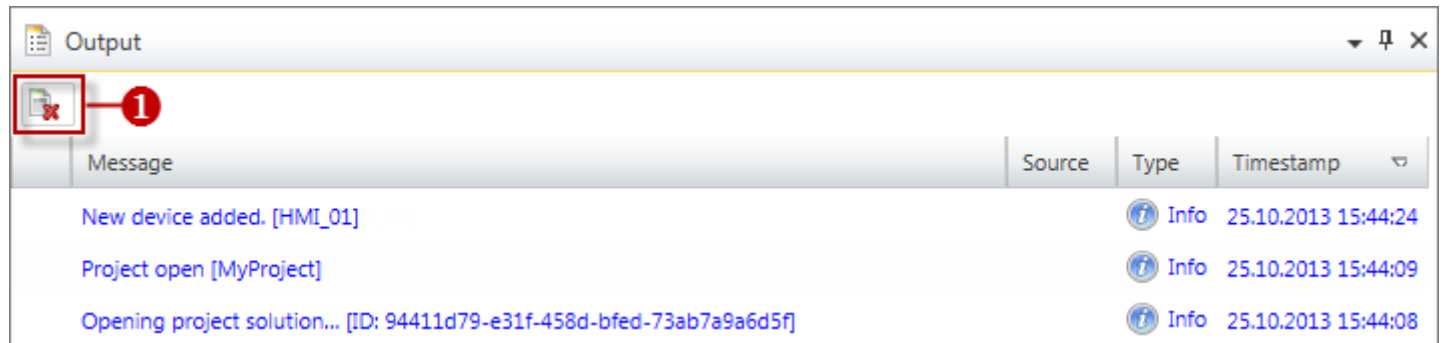 Output
1
Message Source Type Timestamp
New device added. [HMI_01] Info 25.10.2013 15:44:24
Project open [MyProject] Info 25.10.2013 15:44:09
Opening project solution... [ID: 94411d79-e31f-458d-bfed-73ab7a9a6d5f] Info 25.10.2013 15:44:08